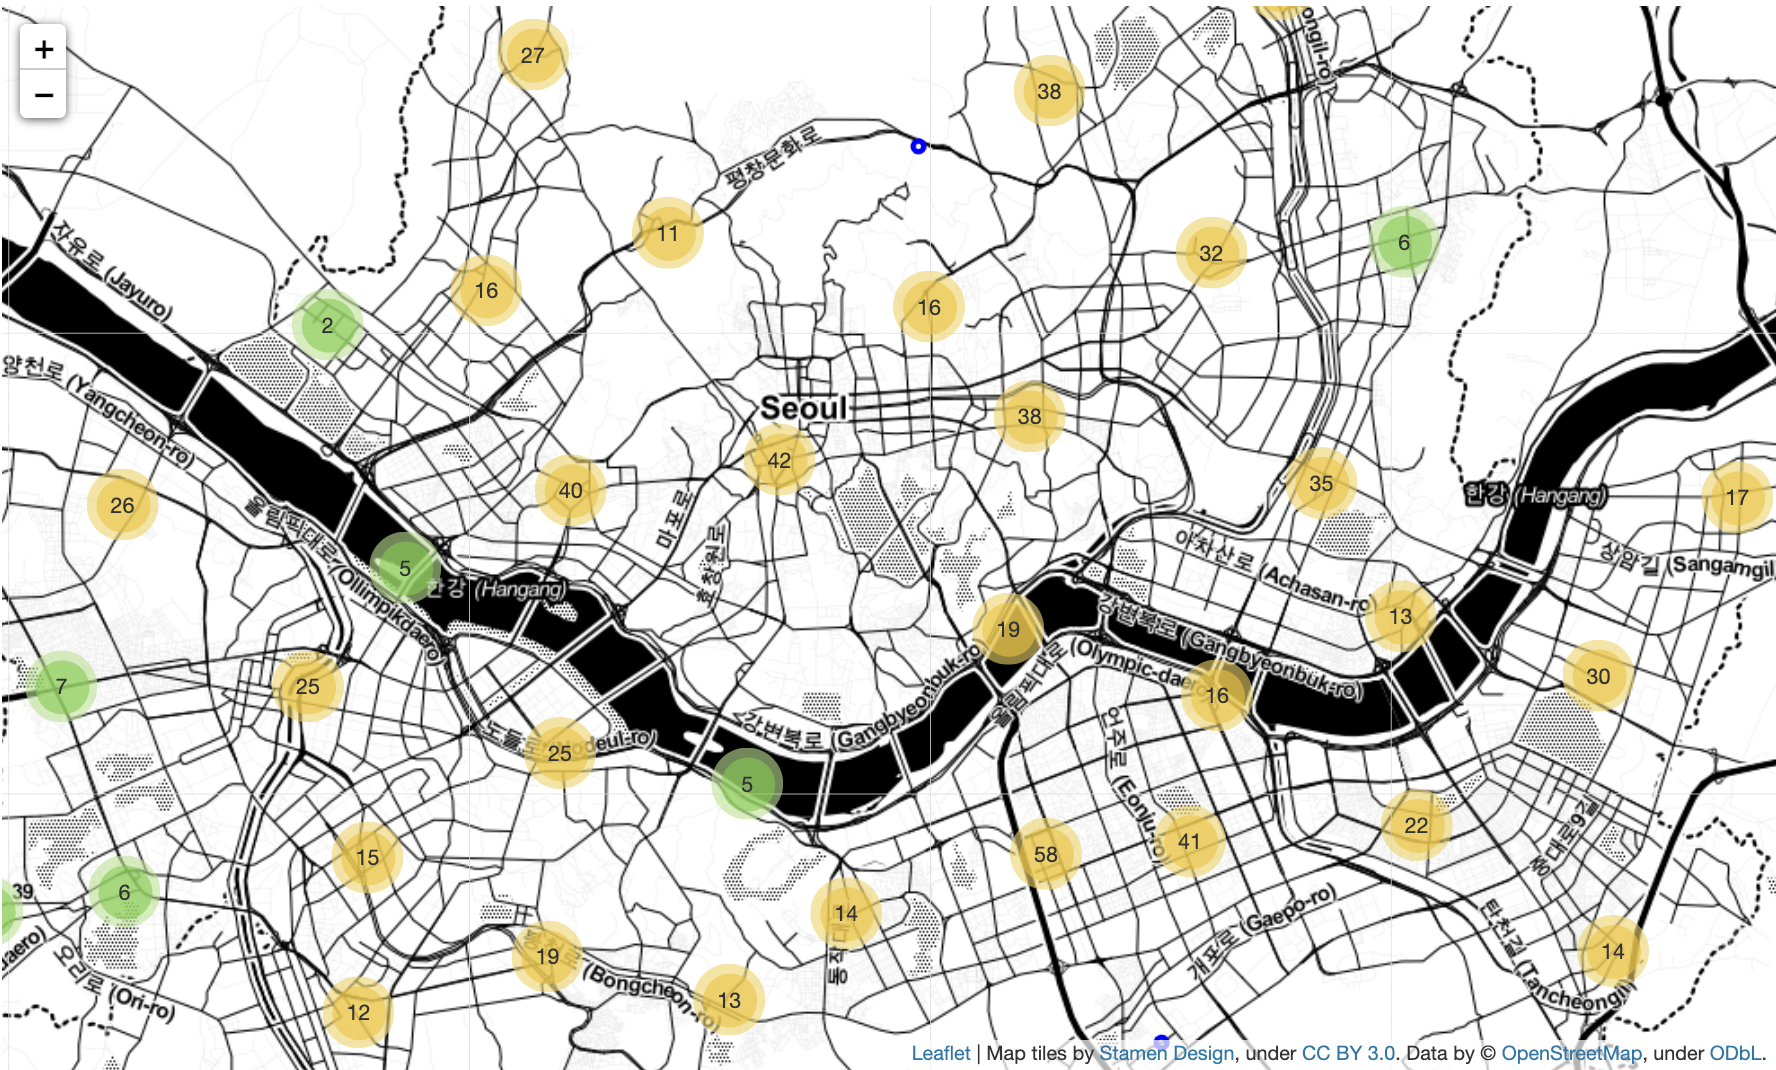 +
−
27
38
평창문화로
11
32
6
자유로 (Jayuro)
16
16
2
양천로 (Yangcheon-ro)
Seoul
38
42
40
35
한강 (Hangang)
17
26
마포로
올림픽대로 (Ollimpikdaero)
아차산로 (Achasan-ro)
상암길 (Sangamgil
5
한강 (Hangang)
13
19
강변북로 (Gangbyeonbuk-ro)
(Olympic-daero
16
30
7
25
25
강변북로 (Gangbyeonbuk-ro)
언주로 (Eonju-ro)
5
15
58
41
22
39
6
14
개포로 (Gaepo-ro)
탄천길 (Tancheongil)
14
오리로 (Ori-ro)
19
(Bongcheon-ro)
12
13
Leaflet | Map tiles by Stamen Design, under CC BY 3.0. Data by © OpenStreetMap, under ODbL.